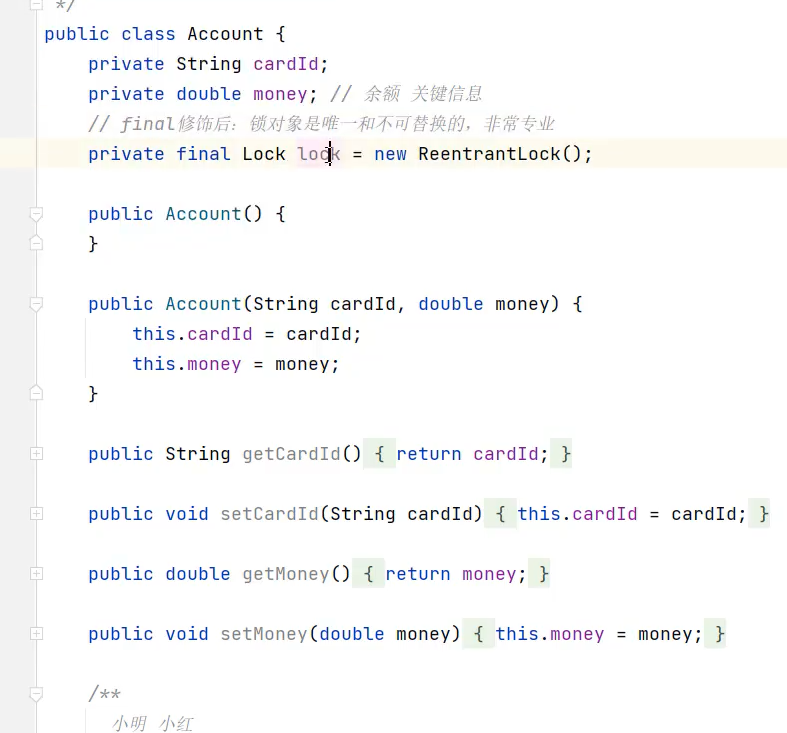 */
public class Account {
private String cardId;
private double money; // 余额 关键信息
// final修饰后：锁对象是唯一和不可替换的，非常专业
private final Lock lock = new ReentrantLock();
public Account() {
}
public Account(String cardId, double money) {
this.cardId = cardId;
this.money = money;
}
public String getCardId() { return cardId; }
public void setCardId(String cardId) { this.cardId = cardId; }
public double getMoney() { return money; }
public void setMoney(double money) { this.money = money; }
/**
小明 小红